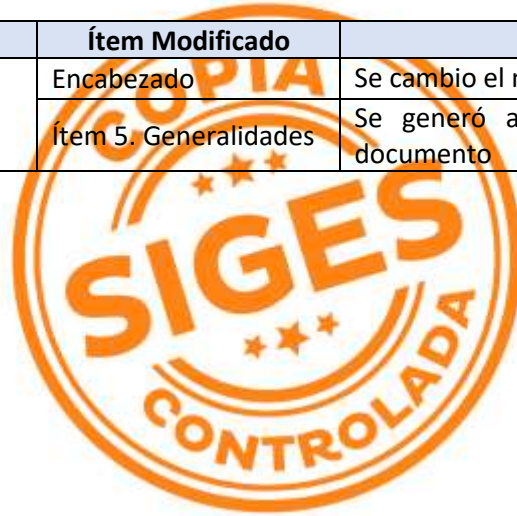 Ítem Modificado
Encabezado
Se cambio el
Ítem 5. Generalidades
Se generó
documento
COPIA
SIGES
CONTROLADA